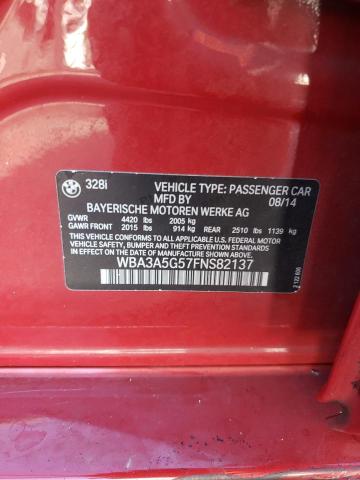 328i VEHICLE TYPE: PASSENGER CAR
MFD BY 08/14
BAYERISCHE MOTOREN WERKE AG
GVWR 4420 lbs 2005 kg
GAWR FRONT 2015 lbs 914 kg REAR 2510 lbs 1139 kg
THIS VEHICLE CONFORMS TO ALL APPLICABLE U.S. FEDERAL MOTOR
VEHICLE SAFETY, BUMPER, AND THEFT PREVENTION STANDARDS
IN EFFECT ON THE DATE OF MANUFACTURE SHOWN ABOVE.
WBA3A5G57FNS82137